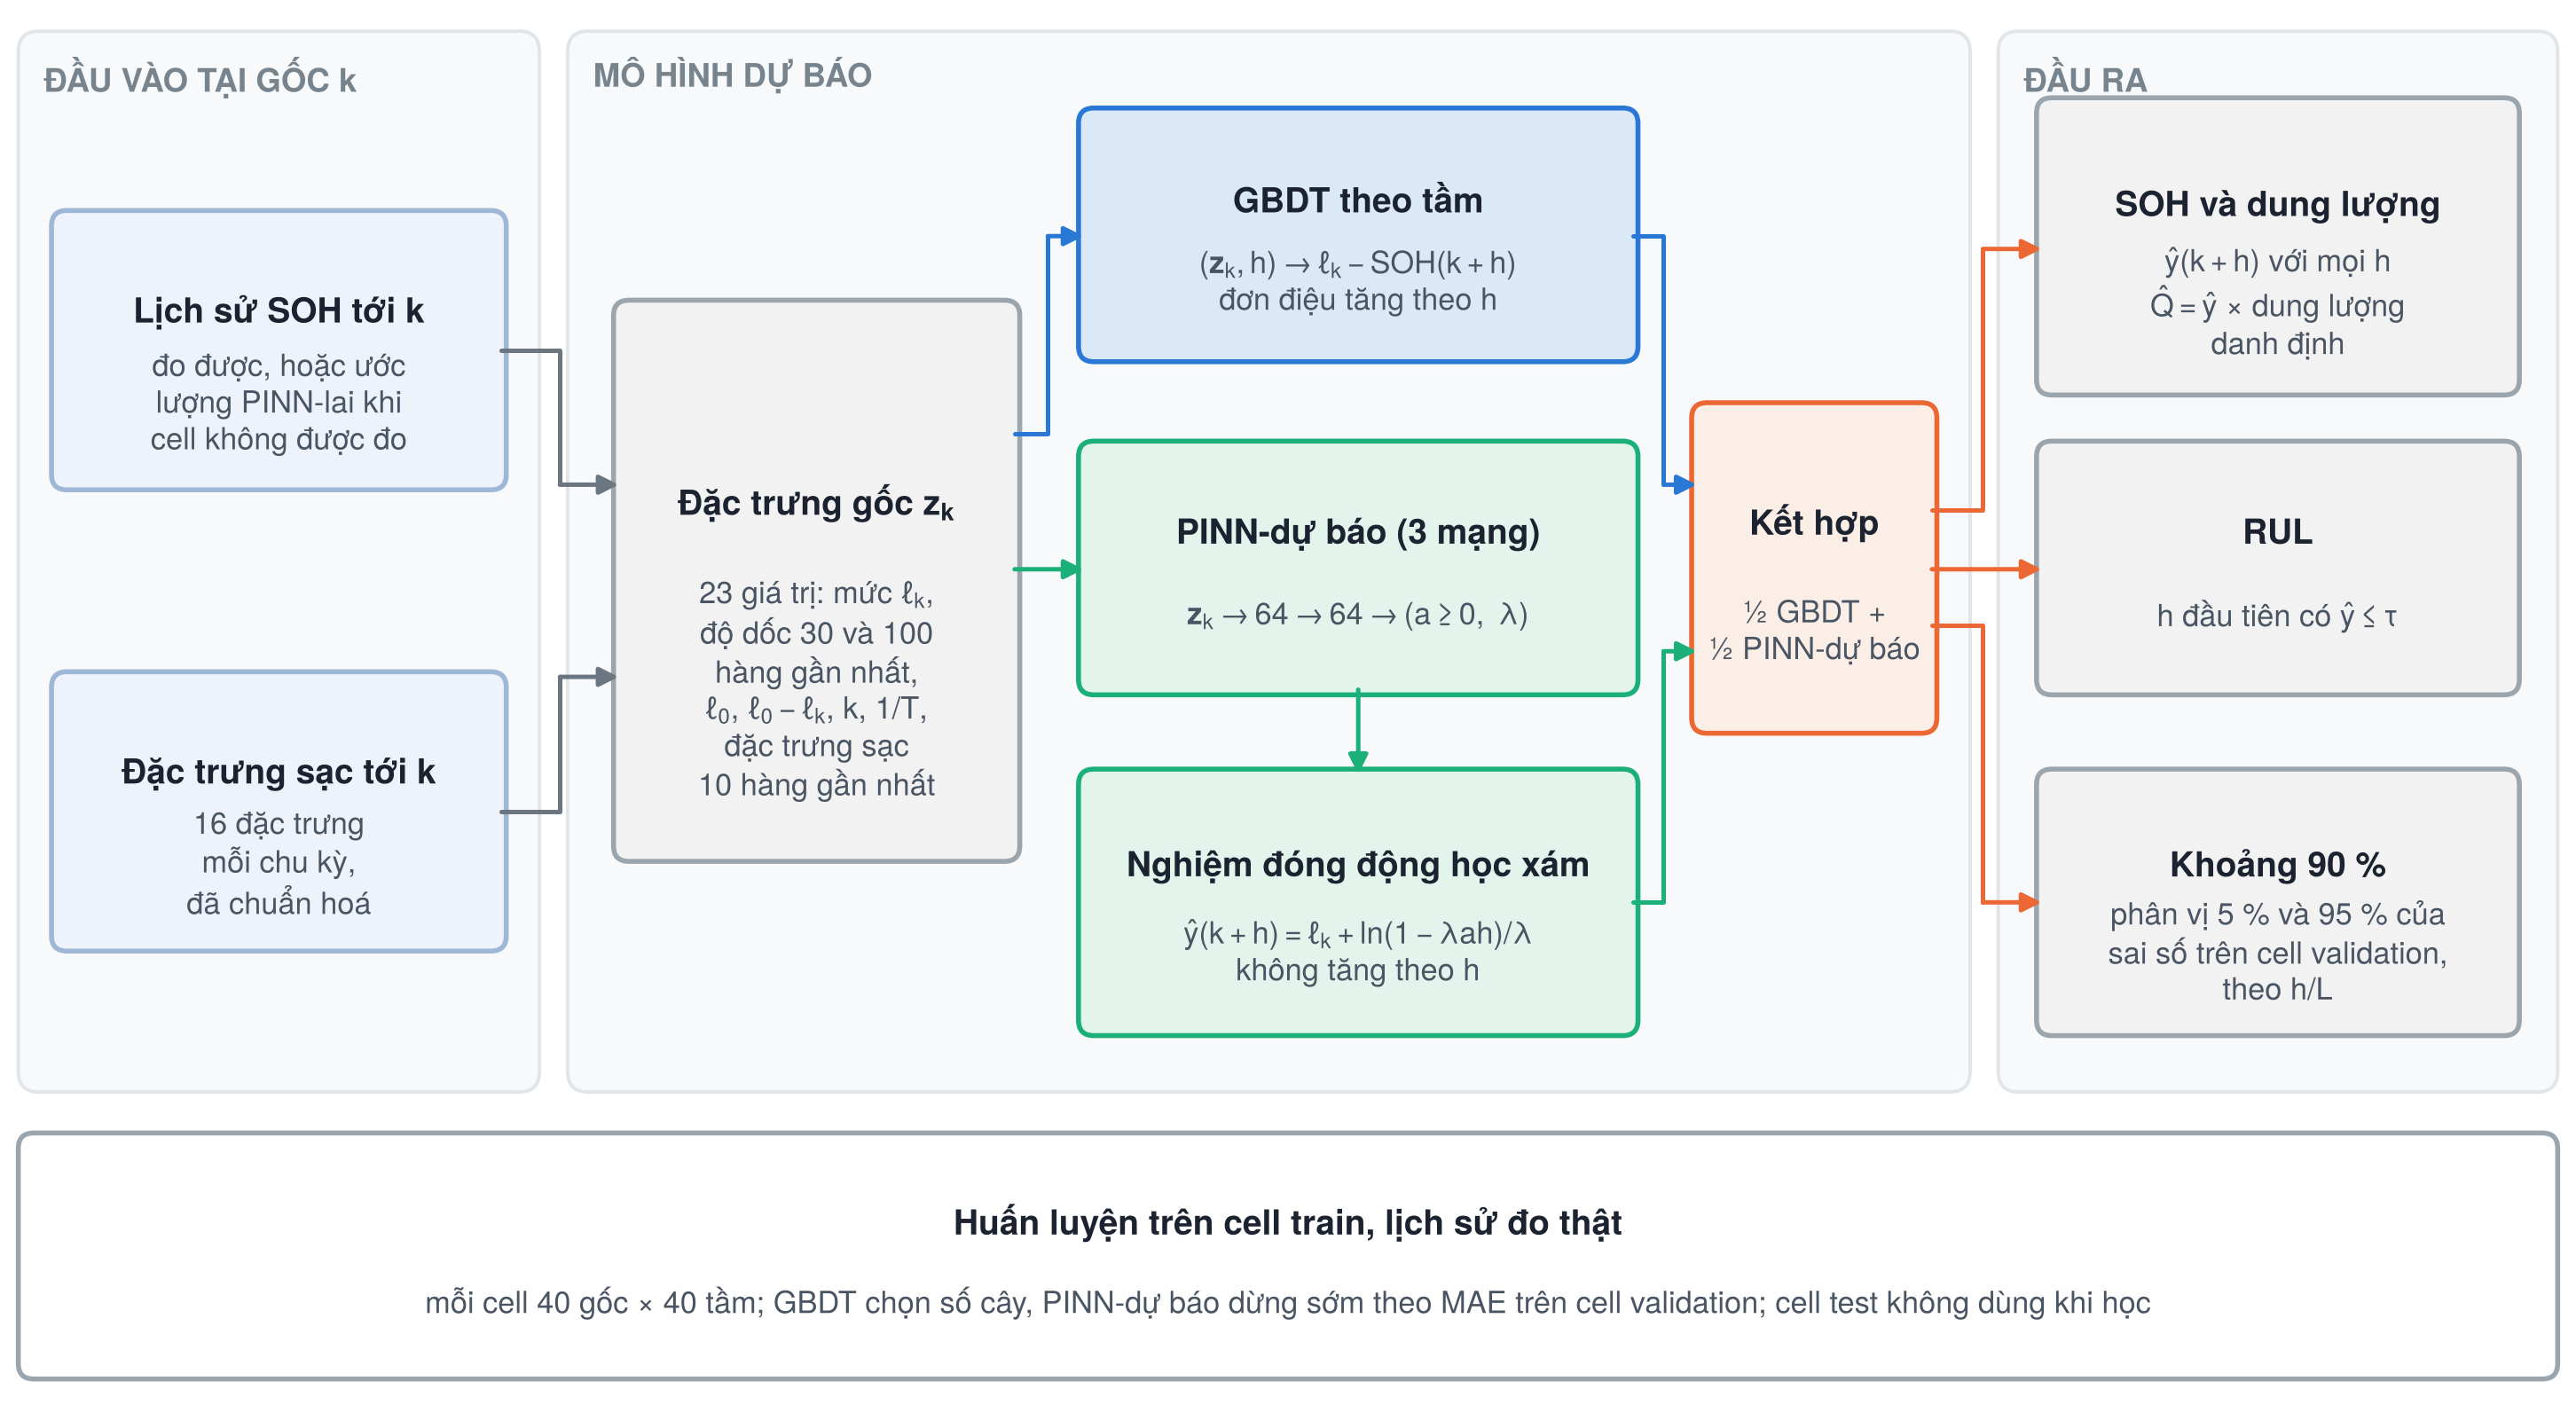 ĐẦU VÀO TẠI GỐC k
Lịch sử SOH tới k
đo được, hoặc ước
lượng PINN-lai khi
cell không được đo
Đặc trưng sạc tới k
16 đặc trưng
mỗi chu kỳ,
đã chuẩn hoá
MÔ HÌNH DỰ BÁO
Đặc trưng gốc zₖ
23 giá trị: mức ℓₖ,
độ dốc 30 và 100
hàng gần nhất,
ℓ₀, ℓ₀ − ℓₖ, k, 1/T,
đặc trưng sạc
10 hàng gần nhất
GBDT theo tầm
(zₖ, h) → ℓₖ − SOH(k + h)
đơn điệu tăng theo h
PINN-dự báo (3 mạng)
zₖ → 64 → 64 → (a ≥ 0, λ)
Nghiệm đóng động học xám
ŷ(k + h) = ℓₖ + ln(1 − λah)/λ
không tăng theo h
Kết hợp
½ GBDT +
½ PINN-dự báo
ĐẦU RA
SOH và dung lượng
ŷ(k + h) với mọi h
Q̂ = ŷ × dung lượng
danh định
RUL
h đầu tiên có ŷ ≤ τ
Khoảng 90 %
phân vị 5 % và 95 % của
sai số trên cell validation,
theo h/L
Huấn luyện trên cell train, lịch sử đo thật
mỗi cell 40 gốc × 40 tầm; GBDT chọn số cây, PINN-dự báo dừng sớm theo MAE trên cell validation; cell test không dùng khi học